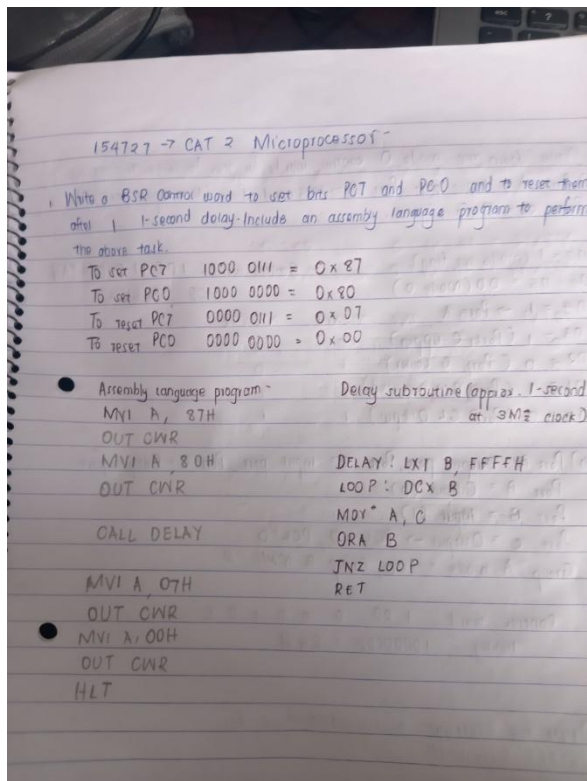 154727 → CAT 2 Microprocessor -
1 Write a BSR Control word to set bits PC7 and PC0 and to reset them
after 1 1-second delay. Include an assembly language program to perform
the above task.
To set PC7 1000 0111 = 0x87
To set PC0 1000 0000 = 0x80
To reset PC7 0000 0111 = 0x07
To reset PC0 0000 0000 = 0x00
Assembly language program -
MVI A, 87H
OUT CWR
MVI A, 80H
OUT CWR
CALL DELAY
MVI A, 07H
OUT CWR
MVI A, 00H
OUT CWR
HLT
Delay subroutine (approx. 1-second
at 3MHz clock)
DELAY: LXI B, FFFFH
LOOP: DCX B
MOV A, C
ORA B
JNZ LOOP
RET